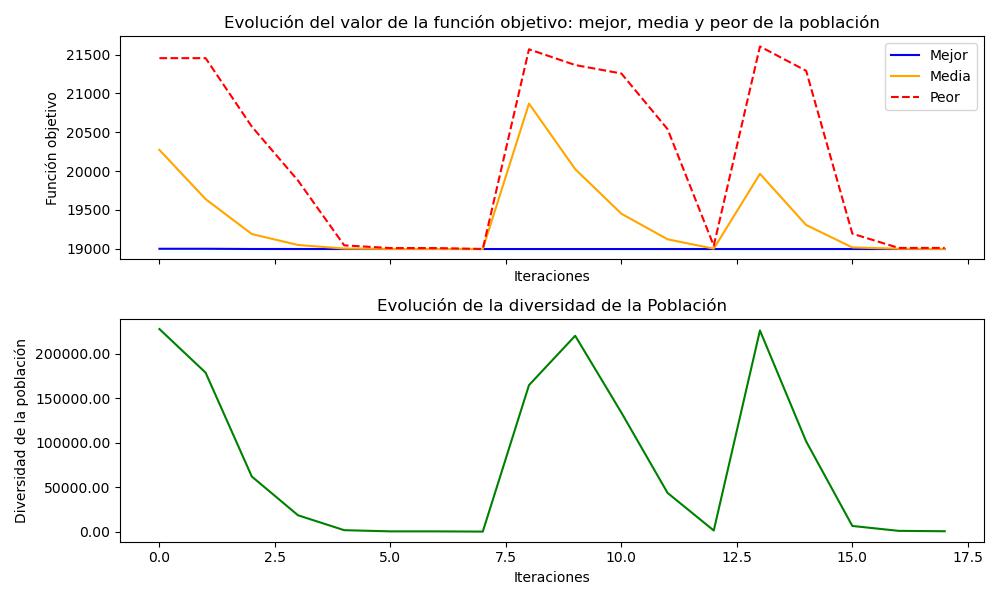 Evolución del valor de la función objetivo: mejor, media y peor de la población
Función objetivo
21500
21000
20500
20000
19500
19000
Mejor
Media
Peor
Iteraciones
Evolución de la diversidad de la Población
Diversidad de la población
200000.00
150000.00
100000.00
50000.00
0.00
0.0 2.5 5.0 7.5 10.0 12.5 15.0 17.5
Iteraciones